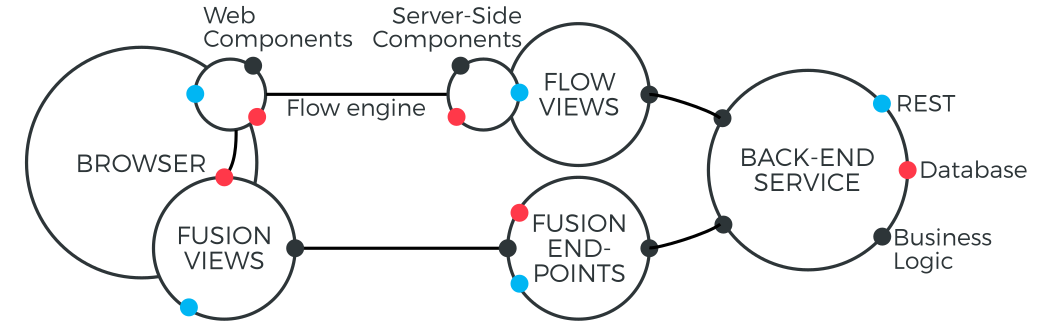 Web
Components
Server-Side
Components
Flow engine
FLOW
VIEWS
BROWSER
FUSION
VIEWS
FUSION
END-
POINTS
BACK-END
SERVICE
REST
Database
Business
Logic